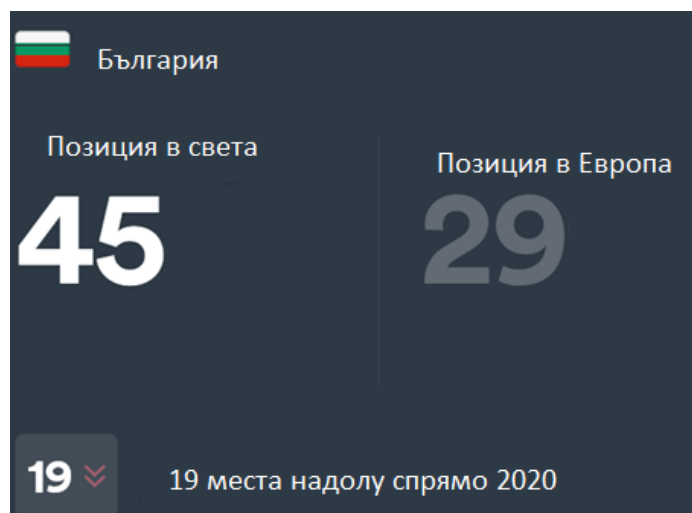 България
Позиция в света
Позиция в Европа
45
29
19
19 места надолу спрямо 2020